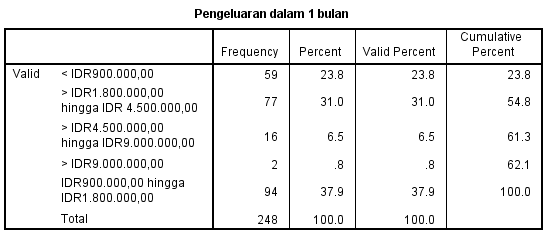 Pengeluaran dalam 1 bulan
Frequency Percent Valid Percent Cumulative Percent
Valid < IDR900.000,00 59 23.8 23.8 23.8
> IDR1.800.000,00
hingga IDR 4.500.000,00 77 31.0 31.0 54.8
> IDR4.500.000,00
hingga IDR9.000.000,00 16 6.5 6.5 61.3
> IDR9.000.000,00 2 .8 .8 62.1
IDR900.000,00 hingga
IDR1.800.000,00 94 37.9 37.9 100.0
Total 248 100.0 100.0